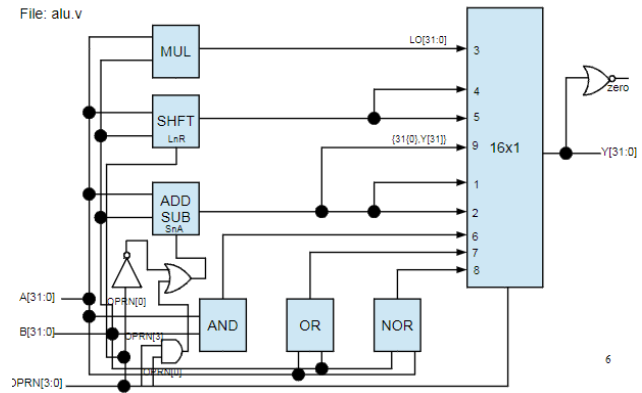 File: alu.v
MUL
LO[31:0]
3
SHFT
LnR
4
5
{31{0},Y[31]}
9
16x1
zero
Y[31:0]
ADD
SUB
SnA
1
2
6
7
8
A[31:0]
OPRN[0]
B[31:0]
AND
OR
NOR
OPRN[3]
OPRN[0]
OPRN[3:0]
6